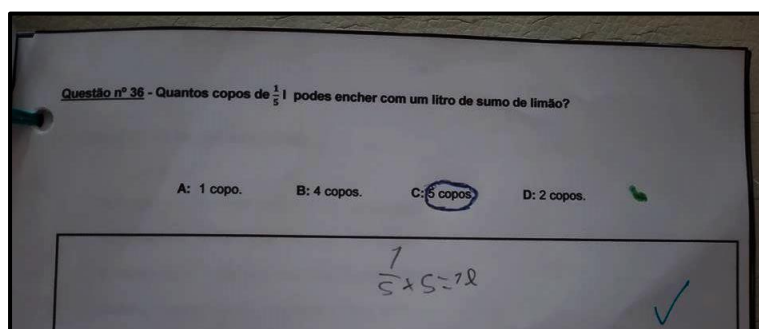 Questão nº 36 - Quantos copos de 1/5 l podes encher com um litro de sumo de limão?
A: 1 copo. B: 4 copos. C: 5 copos D: 2 copos.
1/5 × 5 = 1l